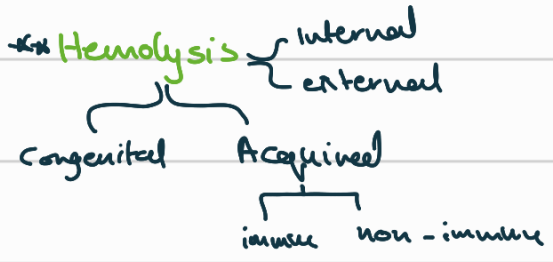 ** Hemolysis internal
external
Congenital Acquired
immune non-immune